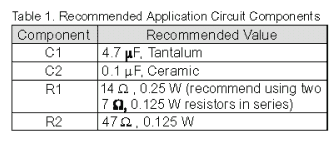 Table 1. Recommended Application Circuit Components
Component Recommended Value
C1 4.7 µF, Tantalum
C2 0.1 µF, Ceramic
R1 14 Ω , 0.25 W (recommend using two
7 Ω, 0.125 W resistors in series)
R2 47 Ω , 0.125 W